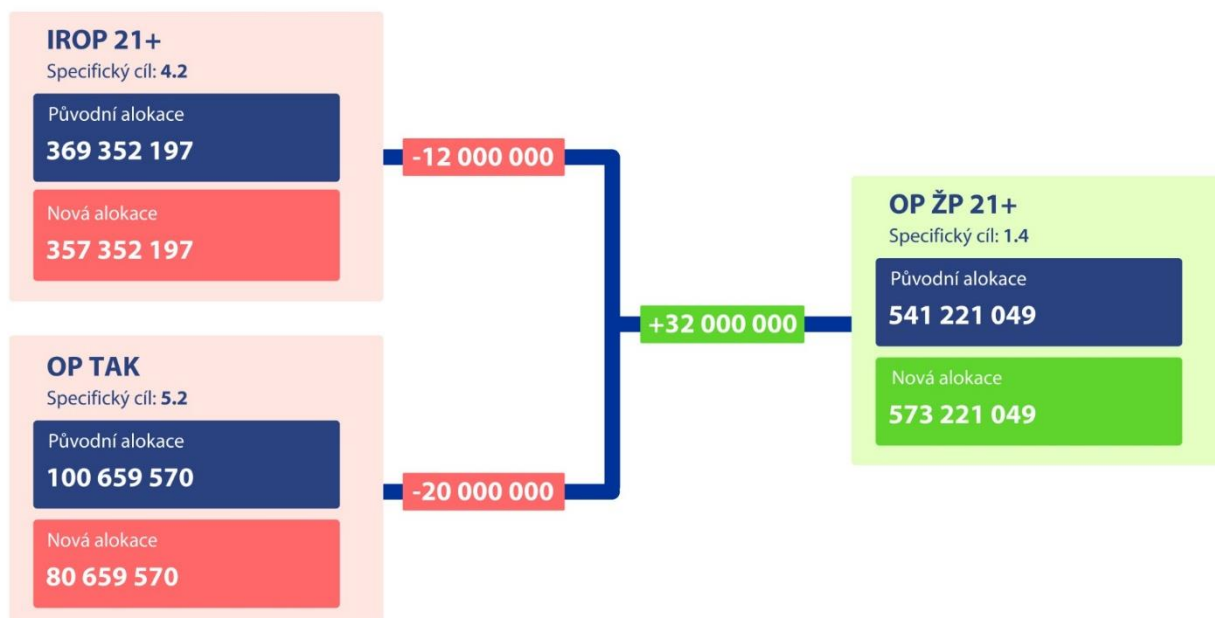 IROP 21+
Specifický cíl: 4.2
Původní alokace
369 352 197
Nová alokace
357 352 197
-12 000 000
OP TAK
Specifický cíl: 5.2
Původní alokace
100 659 570
Nová alokace
80 659 570
-20 000 000
+32 000 000
OP ŽP 21+
Specifický cíl: 1.4
Původní alokace
541 221 049
Nová alokace
573 221 049